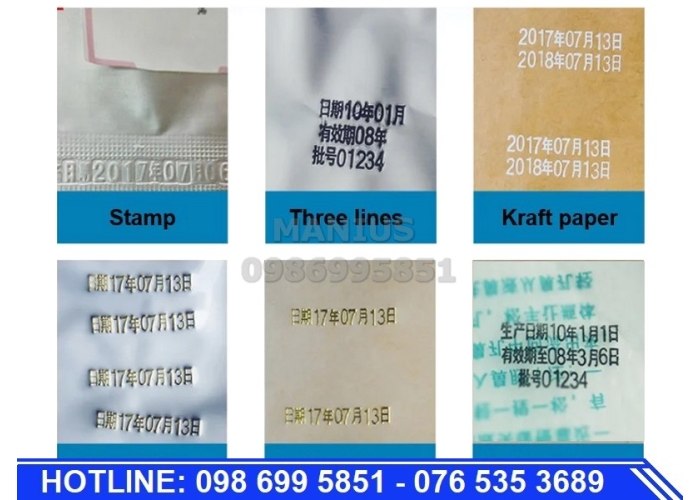 2017年07
Stamp
日期10年01月
有效期08年
批号01234
Three lines
2017年07月13日
2018年07月13日
2017年07月13日
2018年07月13日
Kraft paper
MANIUS
0986995851
日期17年07月13日
日期17年07月13日
日期17年07月13日
日期17年07月13日
日期17年07月13日
日期17年07月13日
生产日期10年1月1日
有效期至08年3月6日
批号01234
HOTLINE: 098 699 5851 - 076 535 3689